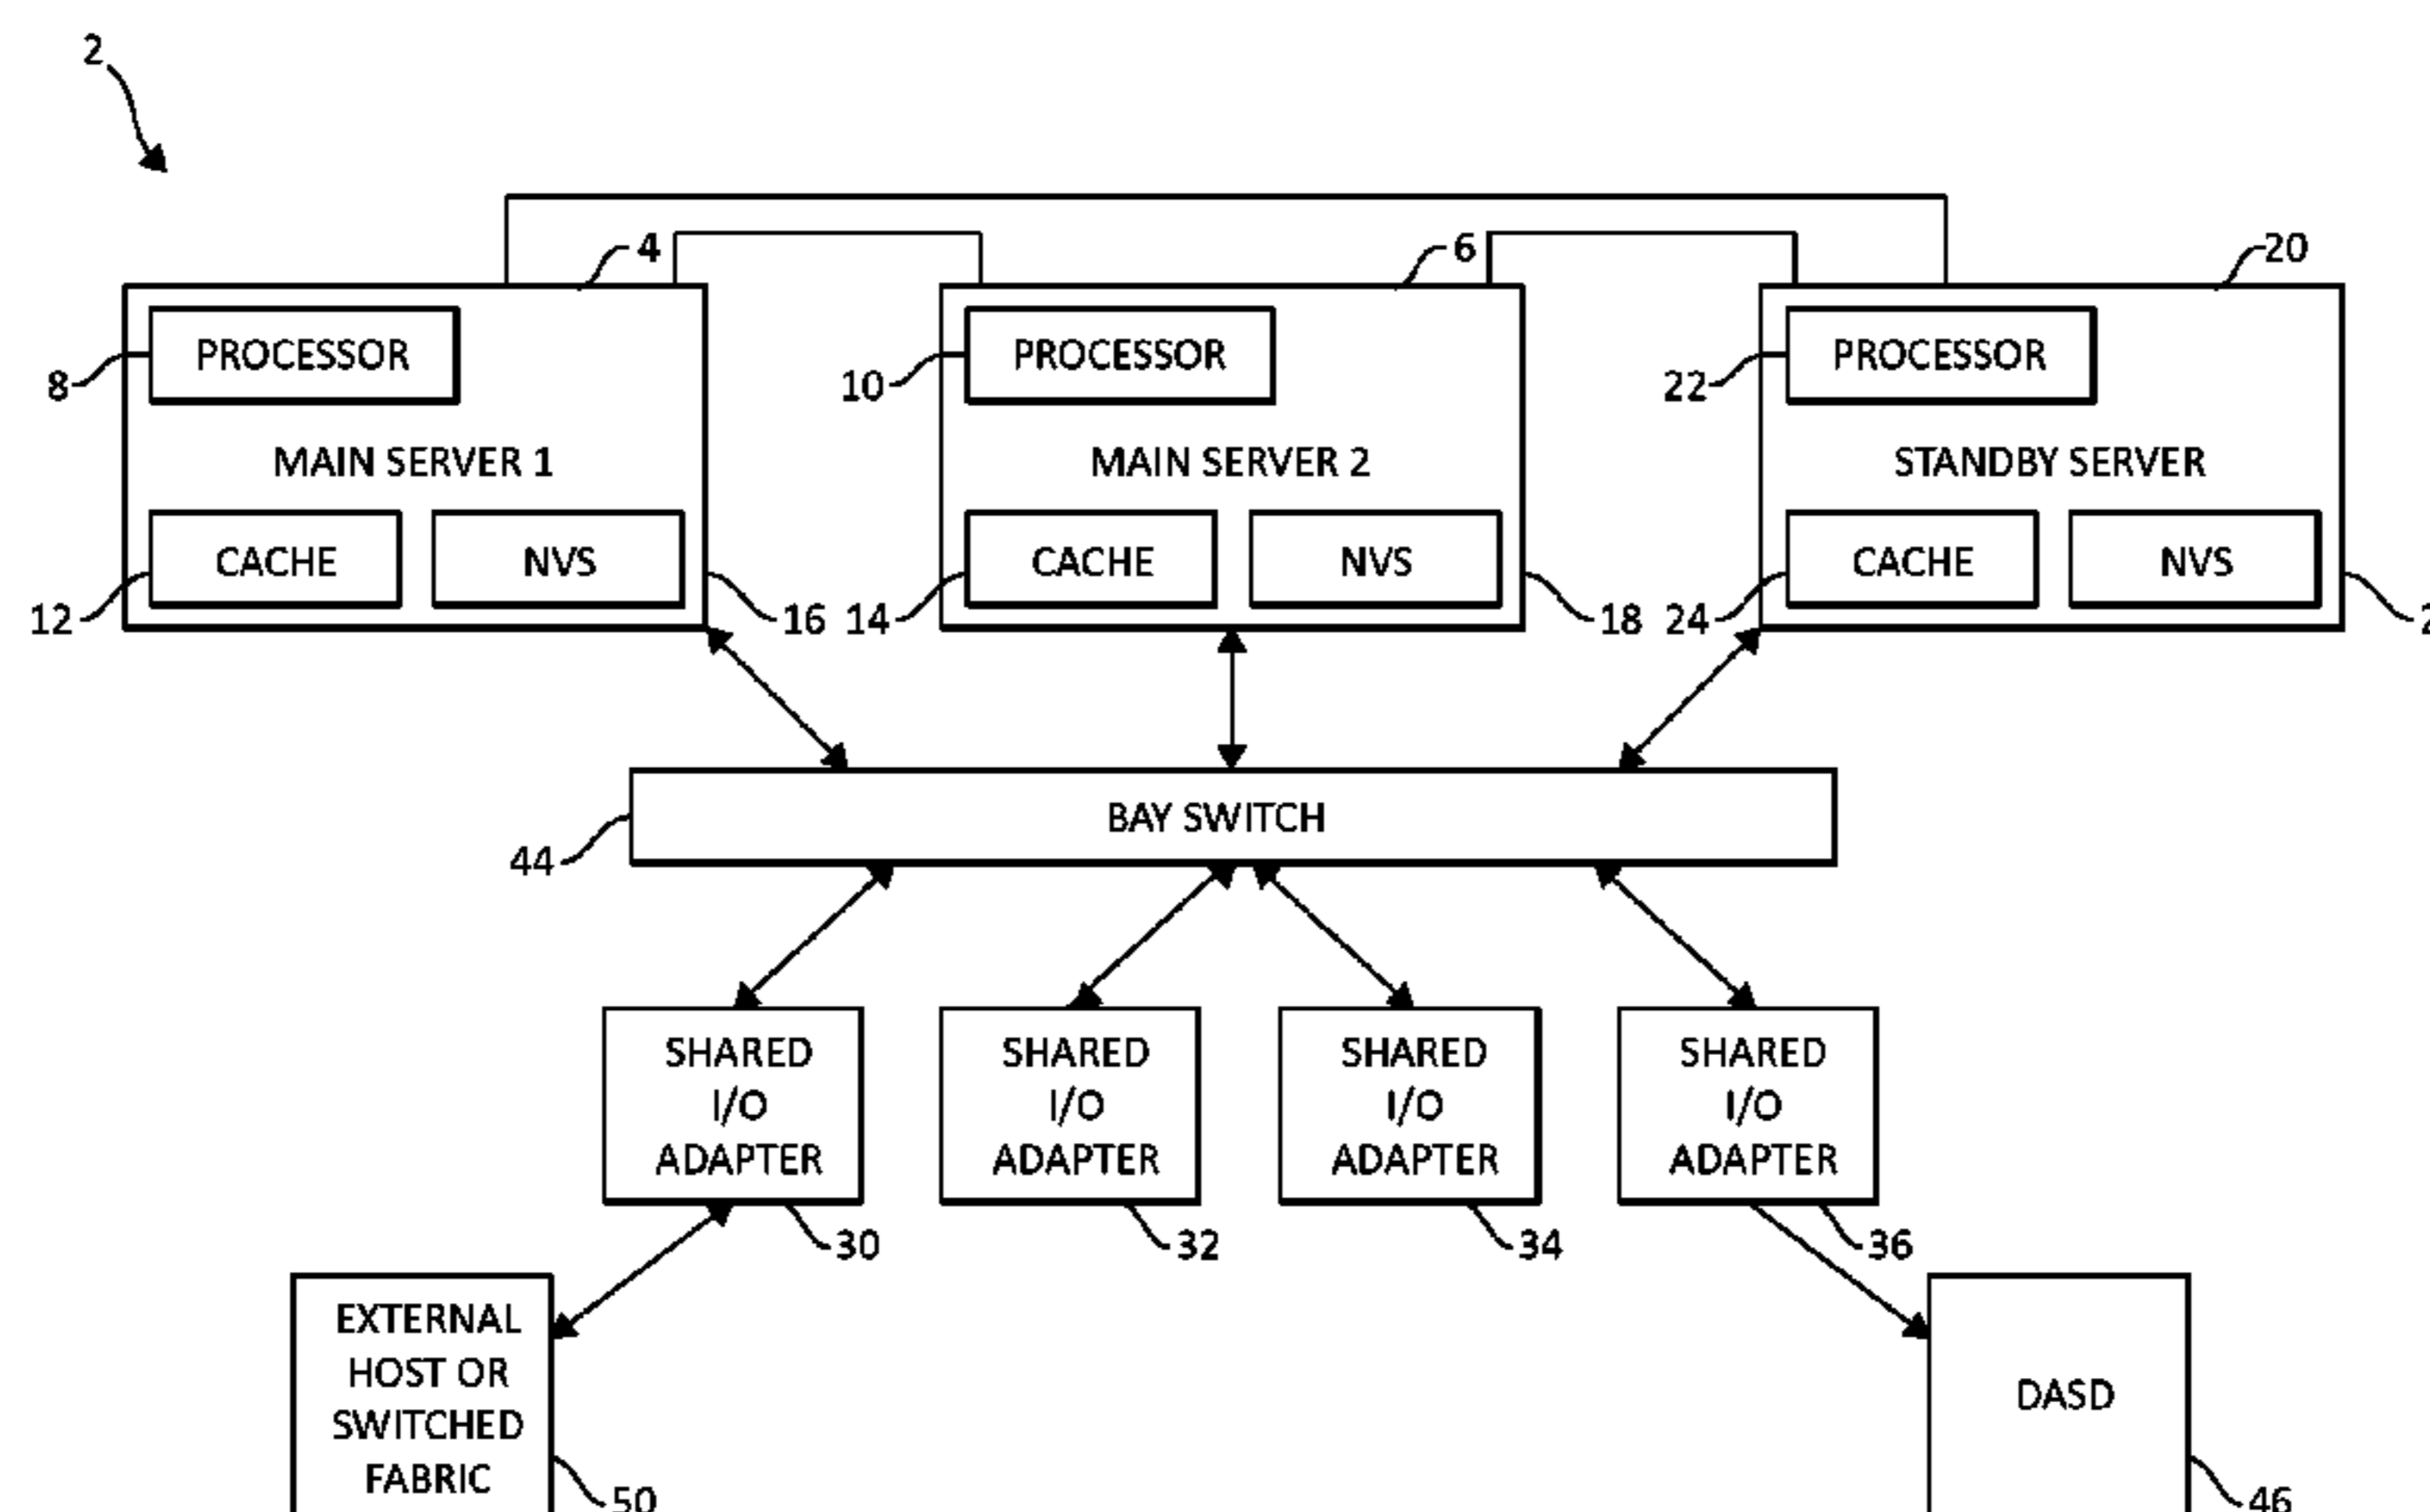 2
4
6
20
PROCESSOR
PROCESSOR
PROCESSOR
8
10
22
MAIN SERVER 1
MAIN SERVER 2
STANDBY SERVER
CACHE
NVS
CACHE
NVS
CACHE
NVS
12
16
14
18
24
BAY SWITCH
44
SHARED
I/O
ADAPTER
SHARED
I/O
ADAPTER
SHARED
I/O
ADAPTER
SHARED
I/O
ADAPTER
30
32
34
36
EXTERNAL
HOST OR
SWITCHED
FABRIC
50
DASD
46